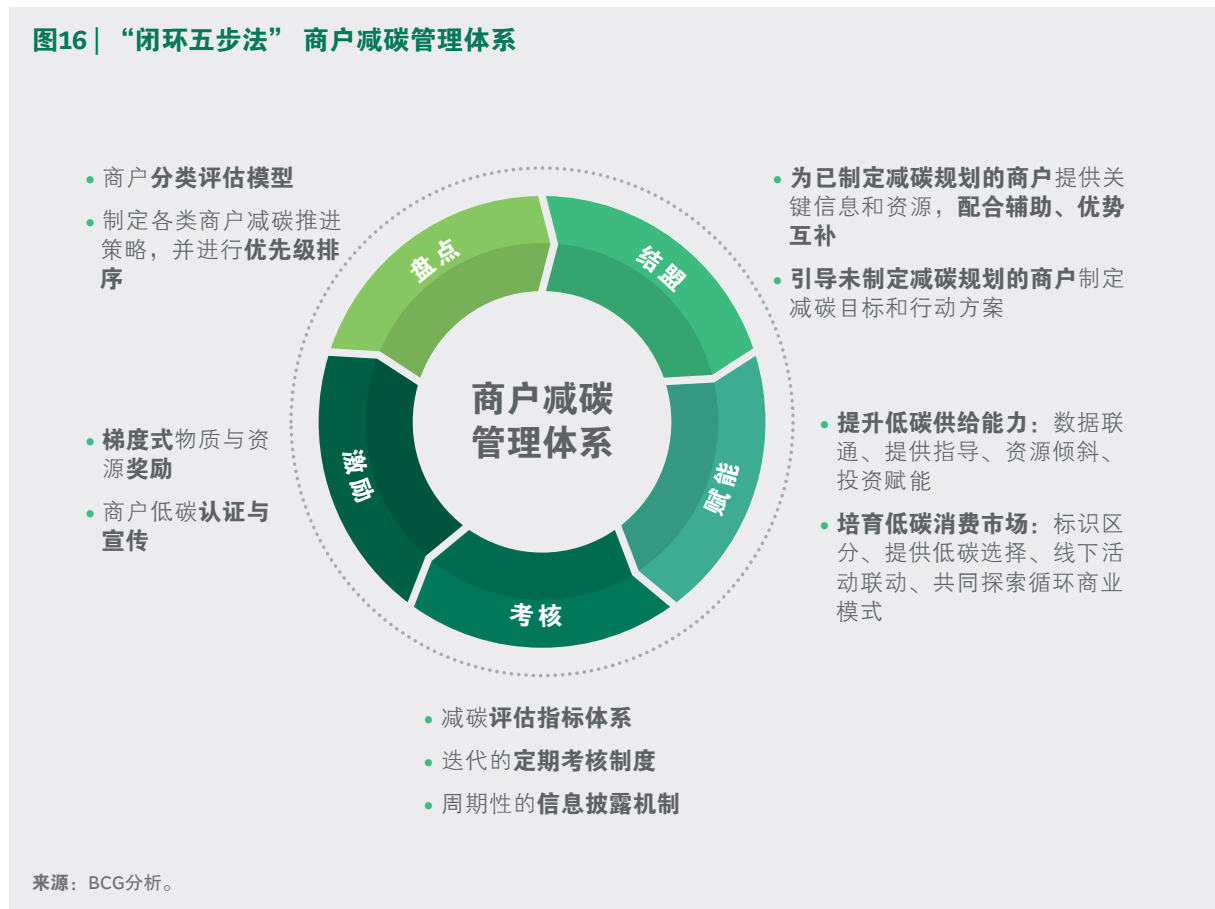 图16 | “闭环五步法” 商户减碳管理体系
• 商户分类评估模型
• 制定各类商户减碳推进
策略，并进行优先级排
序
盘点
结盟
• 为已制定减碳规划的商户提供关
键信息和资源，配合辅助、优势
互补
• 引导未制定减碳规划的商户制定
减碳目标和行动方案
商户减碳
管理体系
• 梯度式物质与资
源奖励
• 商户低碳认证与
宣传
激励
赋能
• 提升低碳供给能力：数据联
通、提供指导、资源倾斜、
投资赋能
• 培育低碳消费市场：标识区
分、提供低碳选择、线下活
动联动、共同探索循环商业
模式
考核
• 减碳评估指标体系
• 迭代的定期考核制度
• 周期性的信息披露机制
来源：BCG分析。